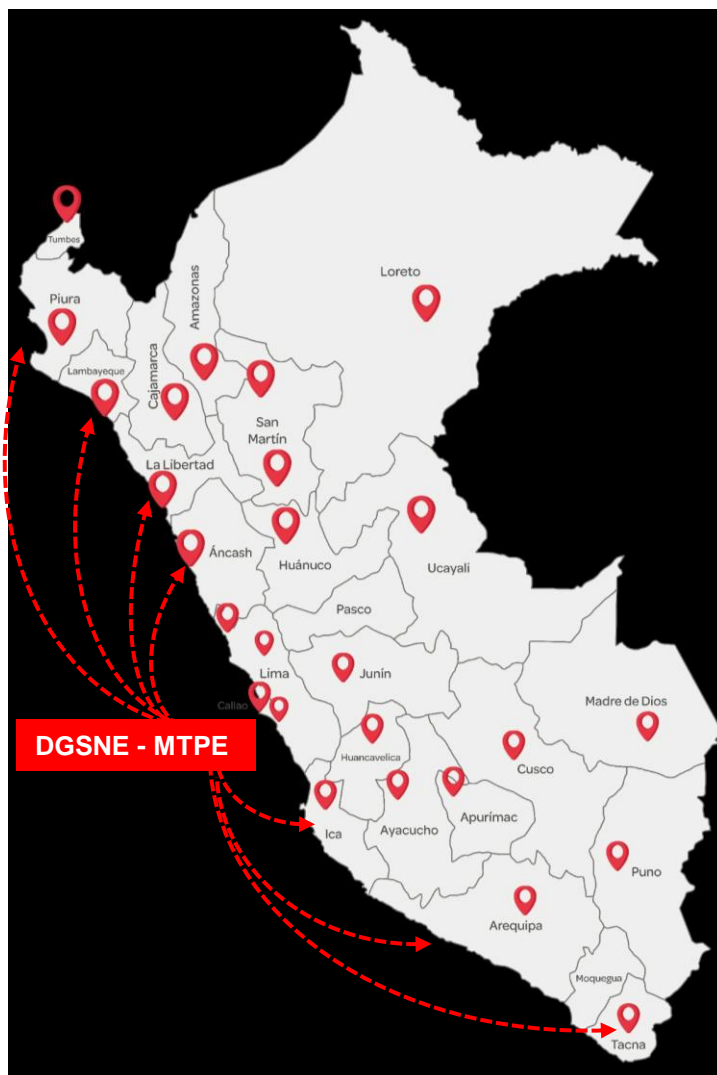 Tumbes
Loreto
Piura
Amazonas
Lambayeque
Cajamarca
San
Martín
La Libertad
Áncash
Huánuco
Ucayali
Pasco
Lima
Junín
Callao
Madre de Dios
DGSNE - MTPE
Huancavelica
Cusco
Ica
Ayacucho
Apurímac
Puno
Arequipa
Moquegua
Tacna